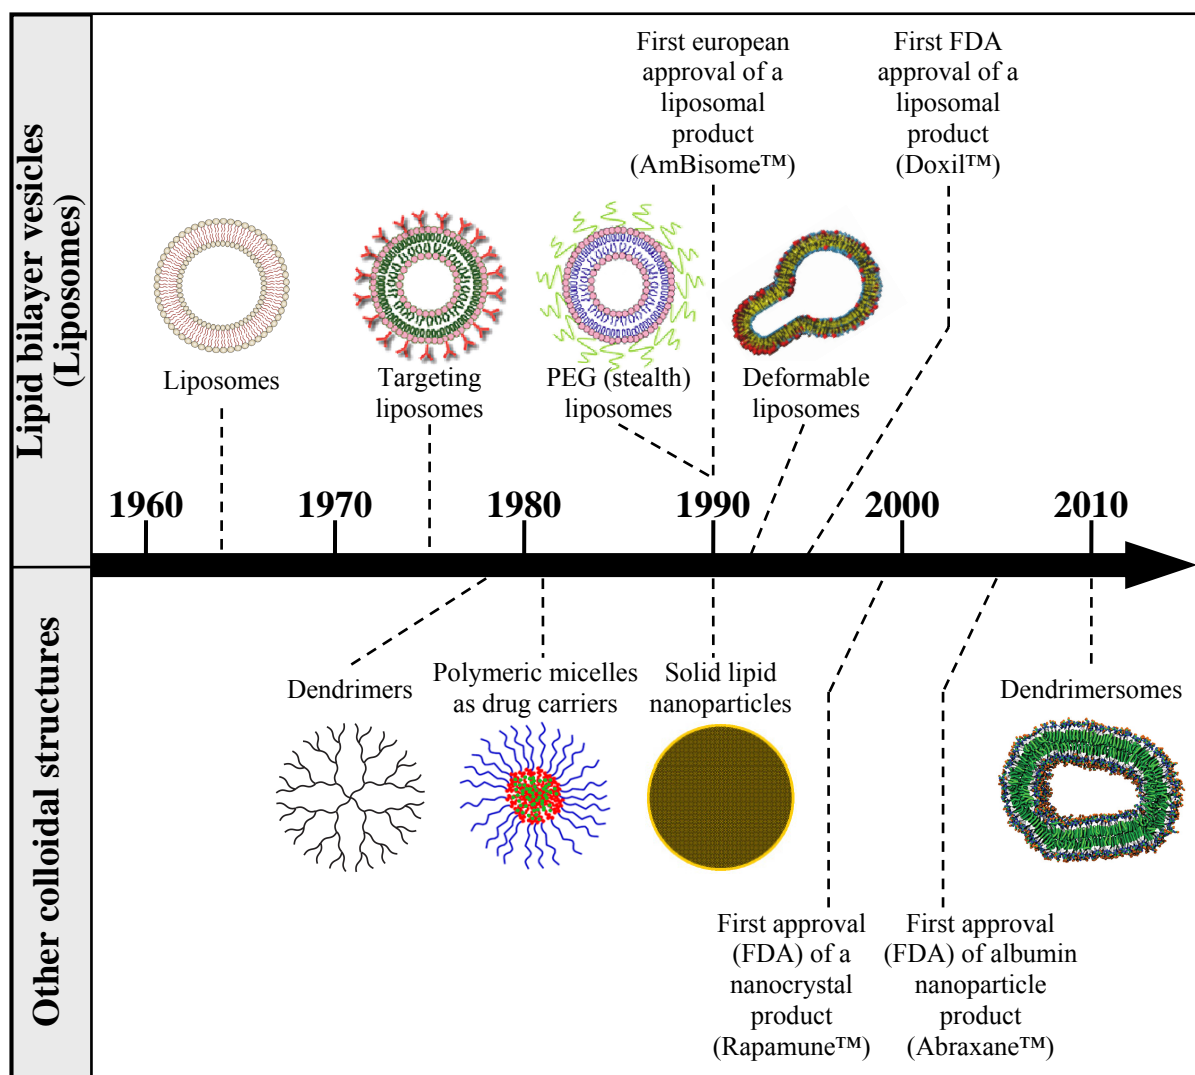 Lipid bilayer vesicles
(Liposomes)
First european
approval of a
liposomal
product
(AmBisome™)
First FDA
approval of a
liposomal
product
(Doxil™)
Liposomes
Targeting
liposomes
PEG (stealth)
liposomes
Deformable
liposomes
1960
1970
1980
1990
2000
2010
Other colloidal structures
Dendrimers
Polymeric micelles
as drug carriers
Solid lipid
nanoparticles
Dendrimersomes
First approval
(FDA) of a
nanocrystal
product
(Rapamune™)
First approval
(FDA) of albumin
nanoparticle
product
(Abraxane™)